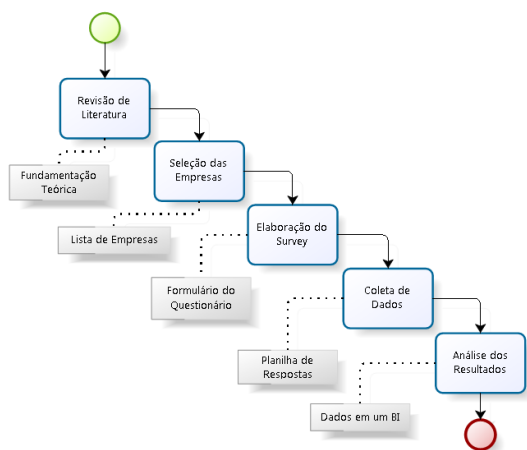 Revisão de
Literatura
Fundamentação
Teórica
Seleção das
Empresas
Lista de Empresas
Elaboração do
Survey
Formulário do
Questionário
Coleta de
Dados
Planilha de
Respostas
Análise dos
Resultados
Dados em um BI